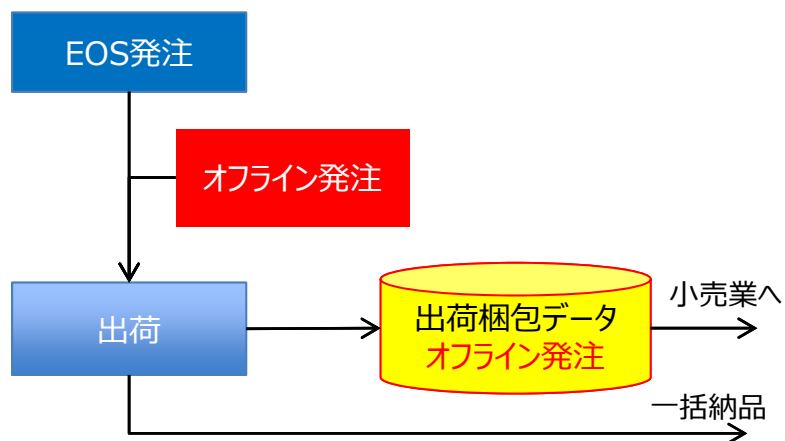 EOS発注
オフライン発注
出荷
出荷梱包データ
オフライン発注
小売業へ
一括納品